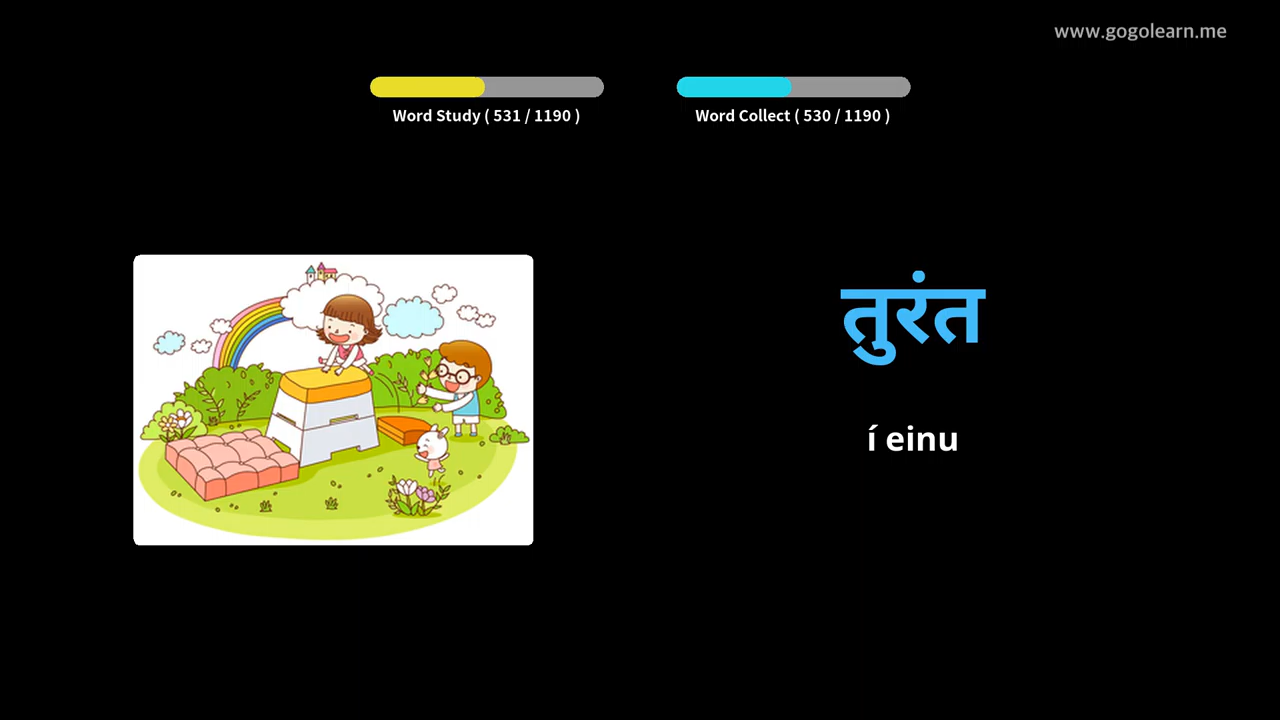 www.gogolearn.me
Word Study ( 531 / 1190 )
Word Collect ( 530 / 1190 )
तुरंत
í einu